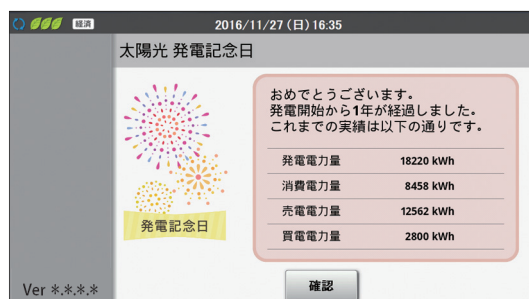 経済
2016/11/27 (日) 16:35
太陽光 発電記念日
おめでとうございます。
発電開始から1年が経過しました。
これまでの実績は以下の通りです。
発電電力量 18220 kWh
消費電力量 8458 kWh
売電電力量 12562 kWh
買電電力量 2800 kWh
発電記念日
確認
Ver *.*.*.*